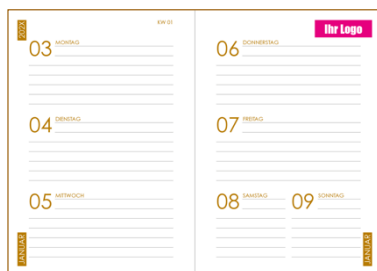 202X
KW 01
03 MONTAG
04 DIENSTAG
05 MITTWOCH
JANUAR
Ihr Logo
06 DONNERSTAG
07 FREITAG
08 SAMSTAG
09 SONNTAG
JANUAR